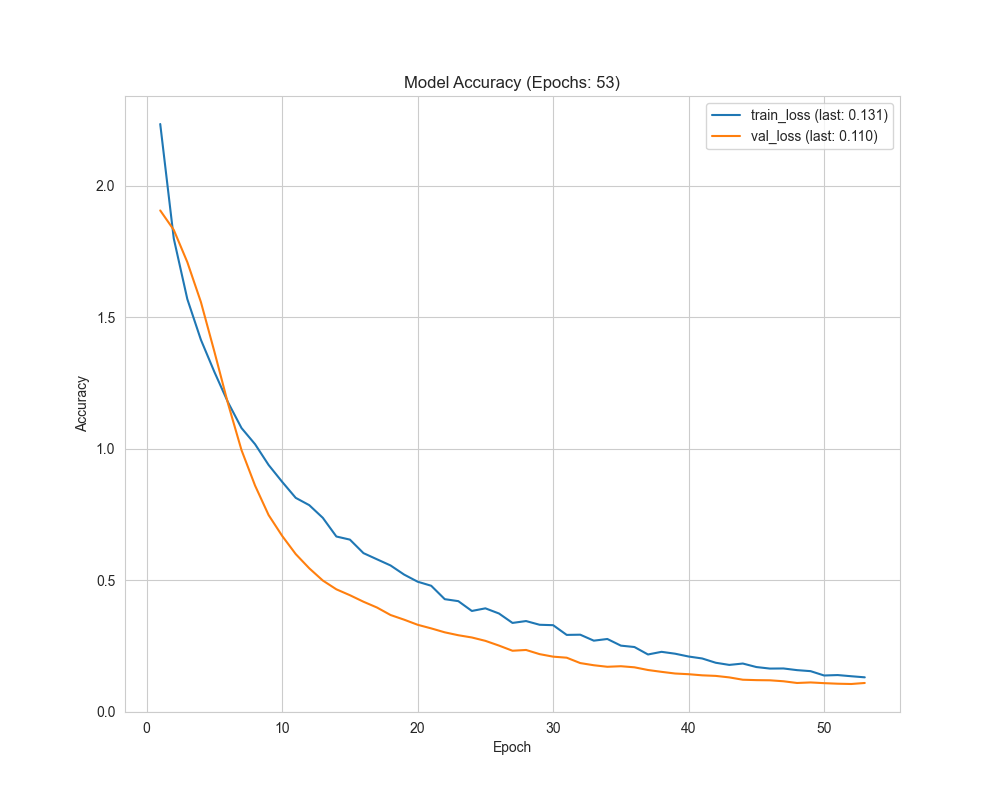 Model Accuracy (Epochs: 53)
train_loss (last: 0.131)
val_loss (last: 0.110)
2.0
1.5
1.0
0.5
0.0
Accuracy
0 10 20 30 40 50
Epoch